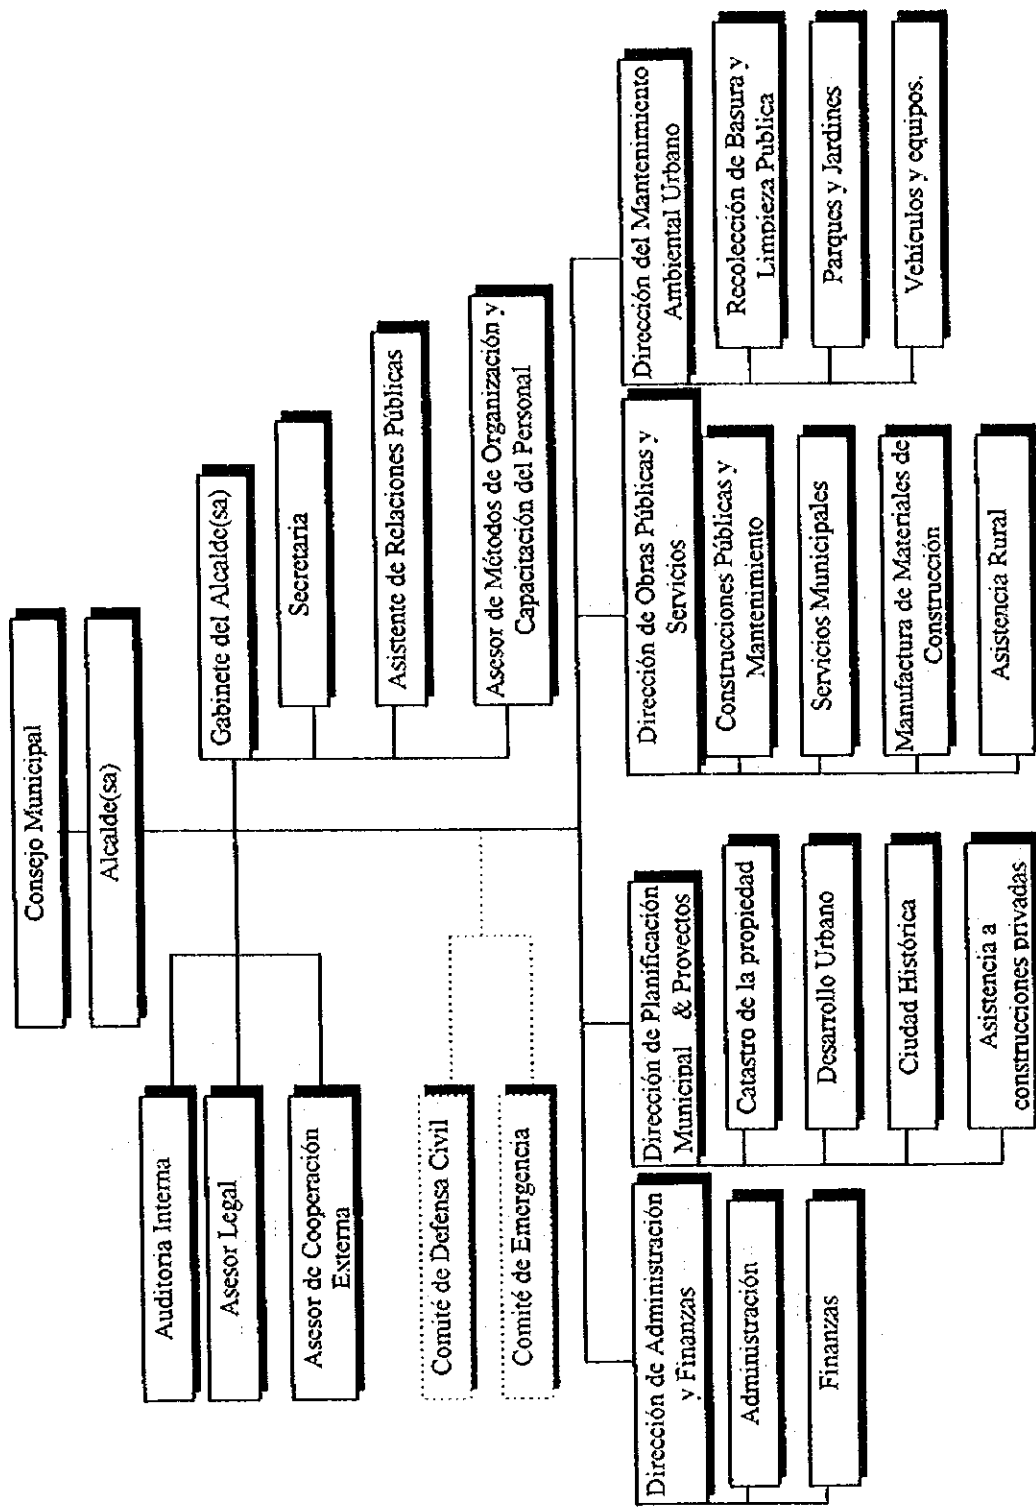 Consejo Municipal
Alcalde(sa)
Gabinete del Alcalde(sa)
Secretaria
Asistente de Relaciones Públicas
Asesor de Métodos de Organización y
Capacitación del Personal
Auditoria Interna
Asesor Legal
Asesor de Cooperación
Externa
Comité de Defensa Civil
Comité de Emergencia
Dirección de Administración
y Finanzas
Administración
Finanzas
Dirección de Planificación
Municipal & Proyectos
Catastro de la propiedad
Desarrollo Urbano
Ciudad Histórica
Asistencia a
construcciones privadas
Dirección de Obras Públicas y
Servicios
Construcciones Públicas y
Mantenimiento
Servicios Municipales
Manufactura de Materiales de
Construcción
Asistencia Rural
Dirección del Mantenimiento
Ambiental Urbano
Recolección de Basura y
Limpieza Publica
Parques y Jardines
Vehículos y equipos.